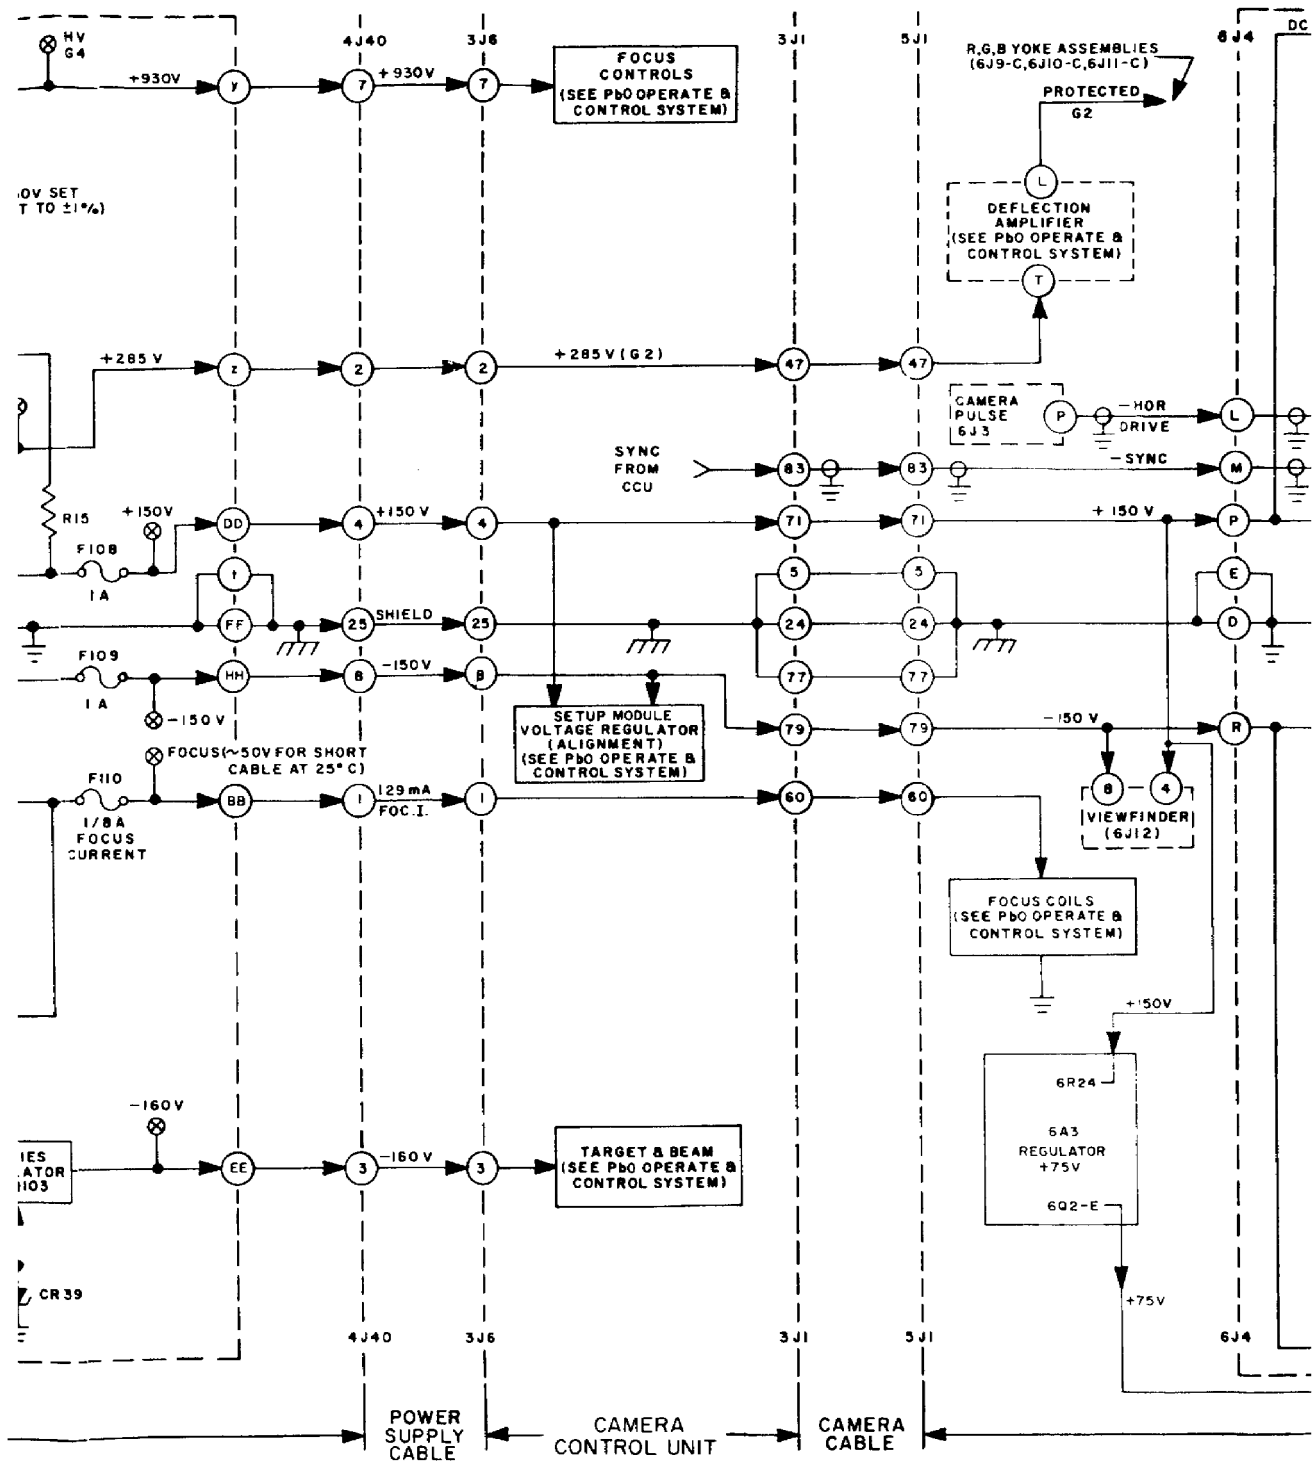 HV
G4
4J40
3J6
3J1
5J1
6J4
DC
+930V
y
7
+930V
7
FOCUS
CONTROLS
(SEE PbO OPERATE &
CONTROL SYSTEM)
R,G,B YOKE ASSEMBLIES
(6J9-C,6J10-C,6J11-C)
PROTECTED
G2
OV SET
T TO ±1%)
L
DEFLECTION
AMPLIFIER
(SEE PbO OPERATE &
CONTROL SYSTEM)
T
+285 V
z
2
2
+285V (G2)
47
47
CAMERA
PULSE
6J3
P
-HOR
DRIVE
L
SYNC
FROM
CCU
83
83
-SYNC
M
R15
+150V
DD
4
+150 V
4
71
71
+ 150 V
P
F108
1A
t
5
5
E
FF
25
SHIELD
25
24
24
D
F109
1 A
HH
8
-150V
8
77
77
-150 V
SETUP MODULE
VOLTAGE REGULATOR
(ALIGNMENT)
(SEE PbO OPERATE &
CONTROL SYSTEM)
79
79
-150 V
R
FOCUS(~50V FOR SHORT
CABLE AT 25°C)
F110
1/8A
FOCUS
CURRENT
BB
1
129 mA
FOC.I.
1
60
60
8
4
VIEWFINDER
(6J12)
FOCUS COILS
(SEE PbO OPERATE &
CONTROL SYSTEM)
+150V
6R24
6A3
REGULATOR
+75V
6Q2-E
+75V
-160V
IES
ATOR
103
EE
3
-160 V
3
TARGET & BEAM
(SEE PbO OPERATE &
CONTROL SYSTEM)
CR39
4J40
3J6
3J1
5J1
6J4
POWER
SUPPLY
CABLE
CAMERA
CONTROL UNIT
CAMERA
CABLE